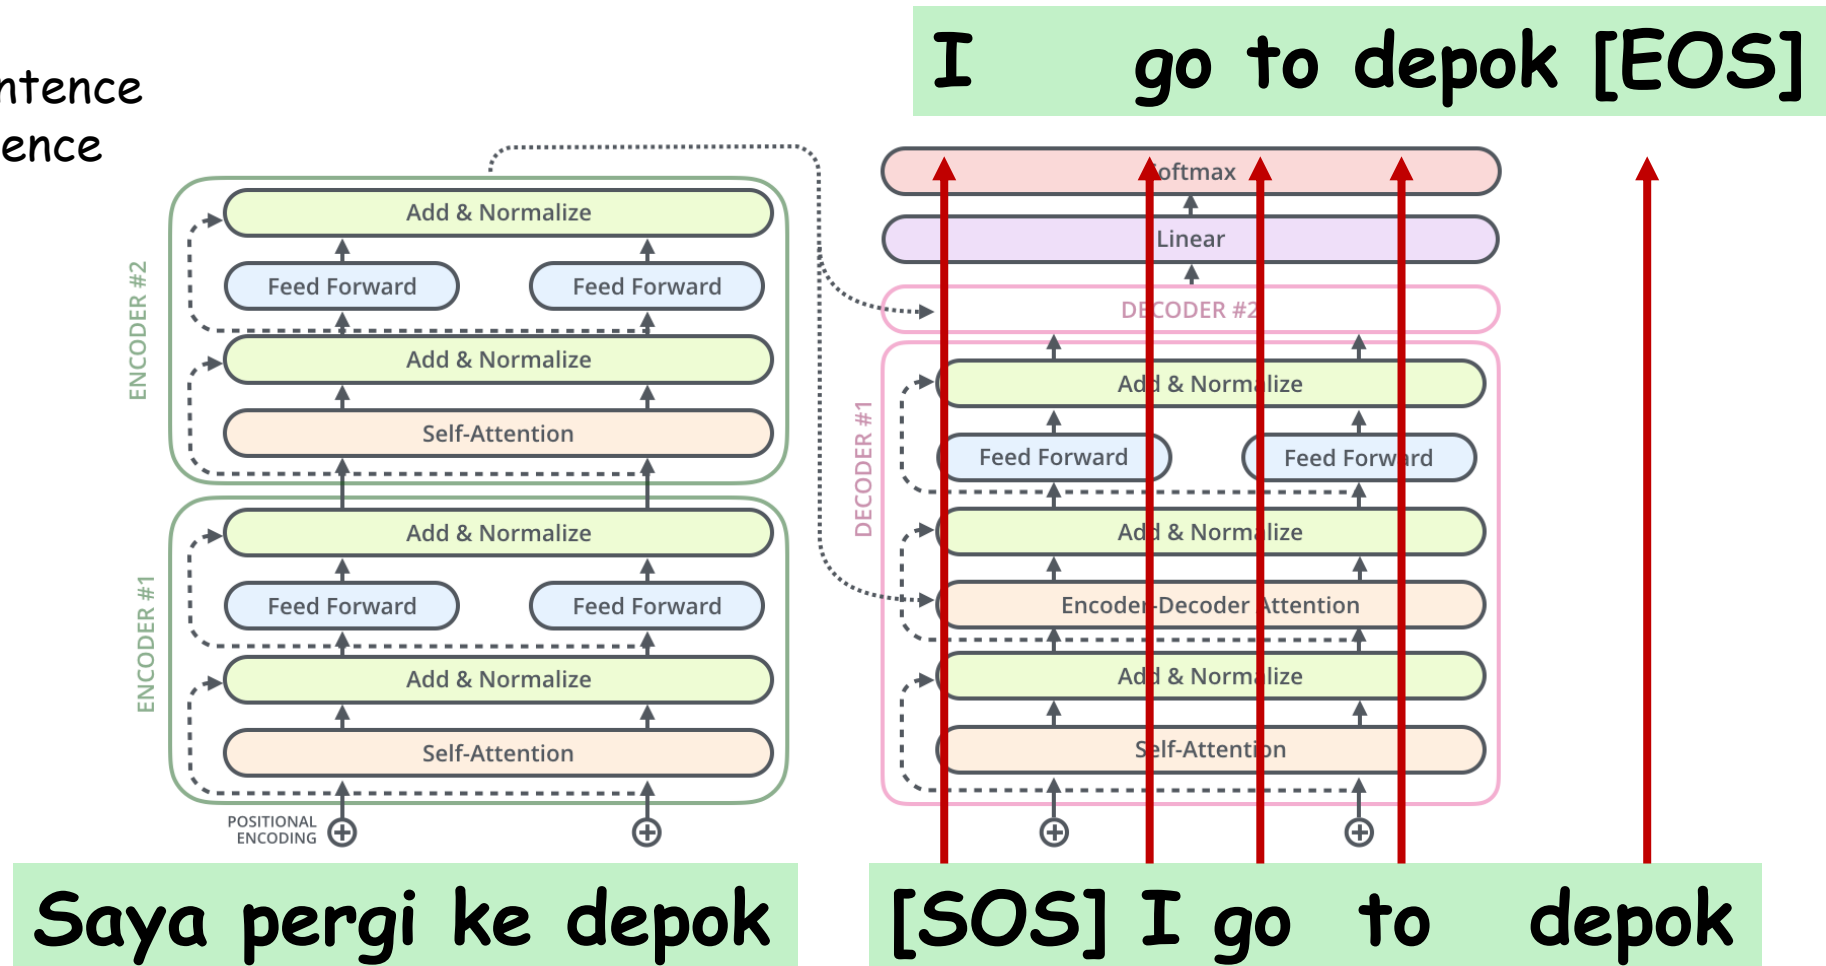 I go to depok [EOS]
ntence
ence
ENCODER #2
Add & Normalize
Feed Forward Feed Forward
Add & Normalize
Self-Attention
ENCODER #1
Add & Normalize
Feed Forward Feed Forward
Add & Normalize
Self-Attention
POSITIONAL
ENCODING
Saya pergi ke depok
Softmax
Linear
DECODER #2
DECODER #1
Add & Normalize
Feed Forward Feed Forward
Add & Normalize
Encoder-Decoder Attention
Add & Normalize
Self-Attention
[SOS] I go to depok